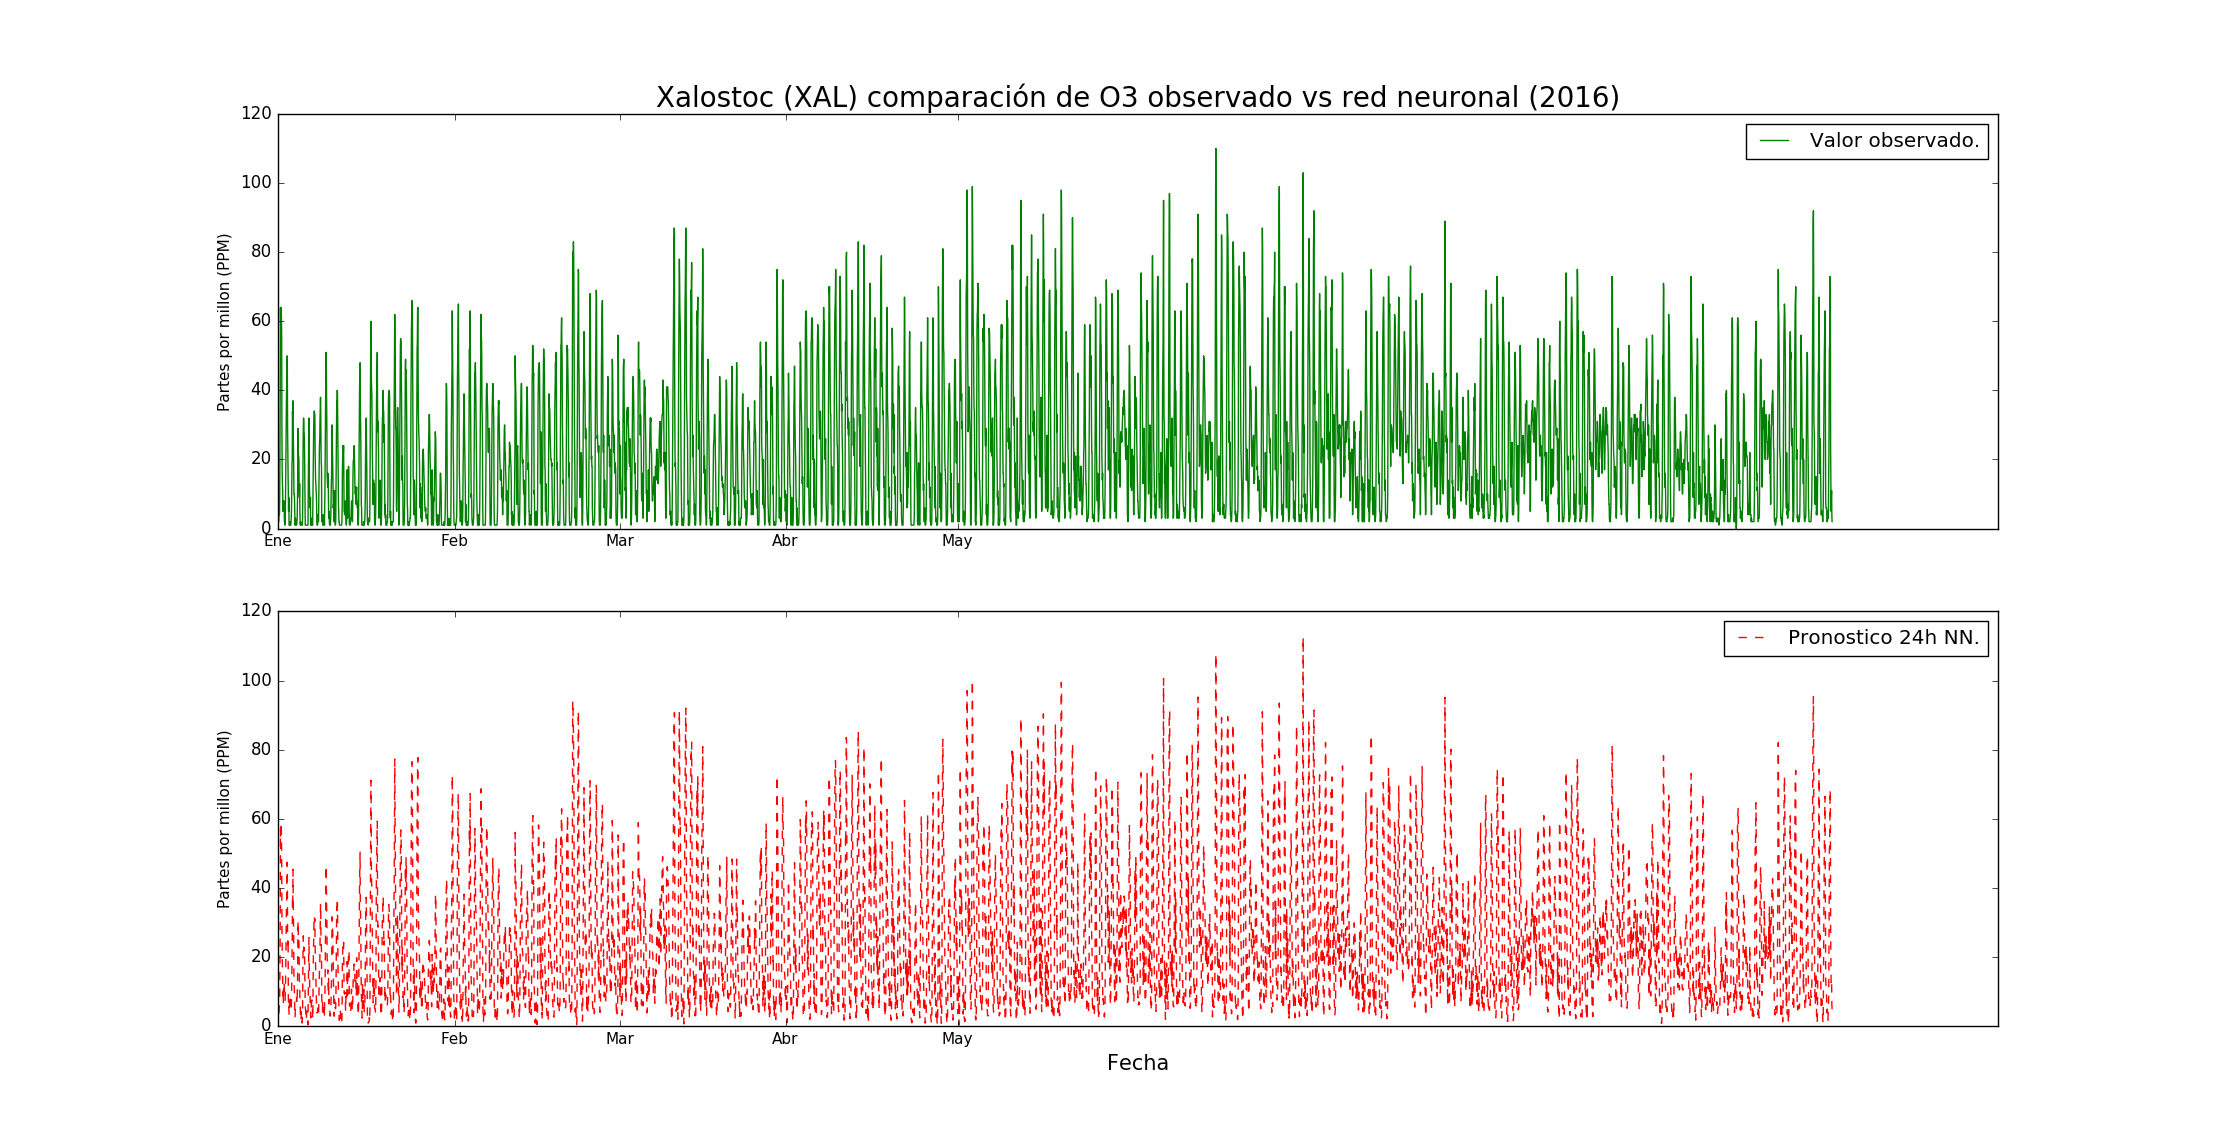 Xalostoc (XAL) comparación de O3 observado vs red neuronal (2016)
120
100
80
60
40
20
0
Partes por millon (PPM)
Valor observado.
Ene Feb Mar Abr May
120
100
80
60
40
20
0
Partes por millon (PPM)
Pronostico 24h NN.
Ene Feb Mar Abr May
Fecha